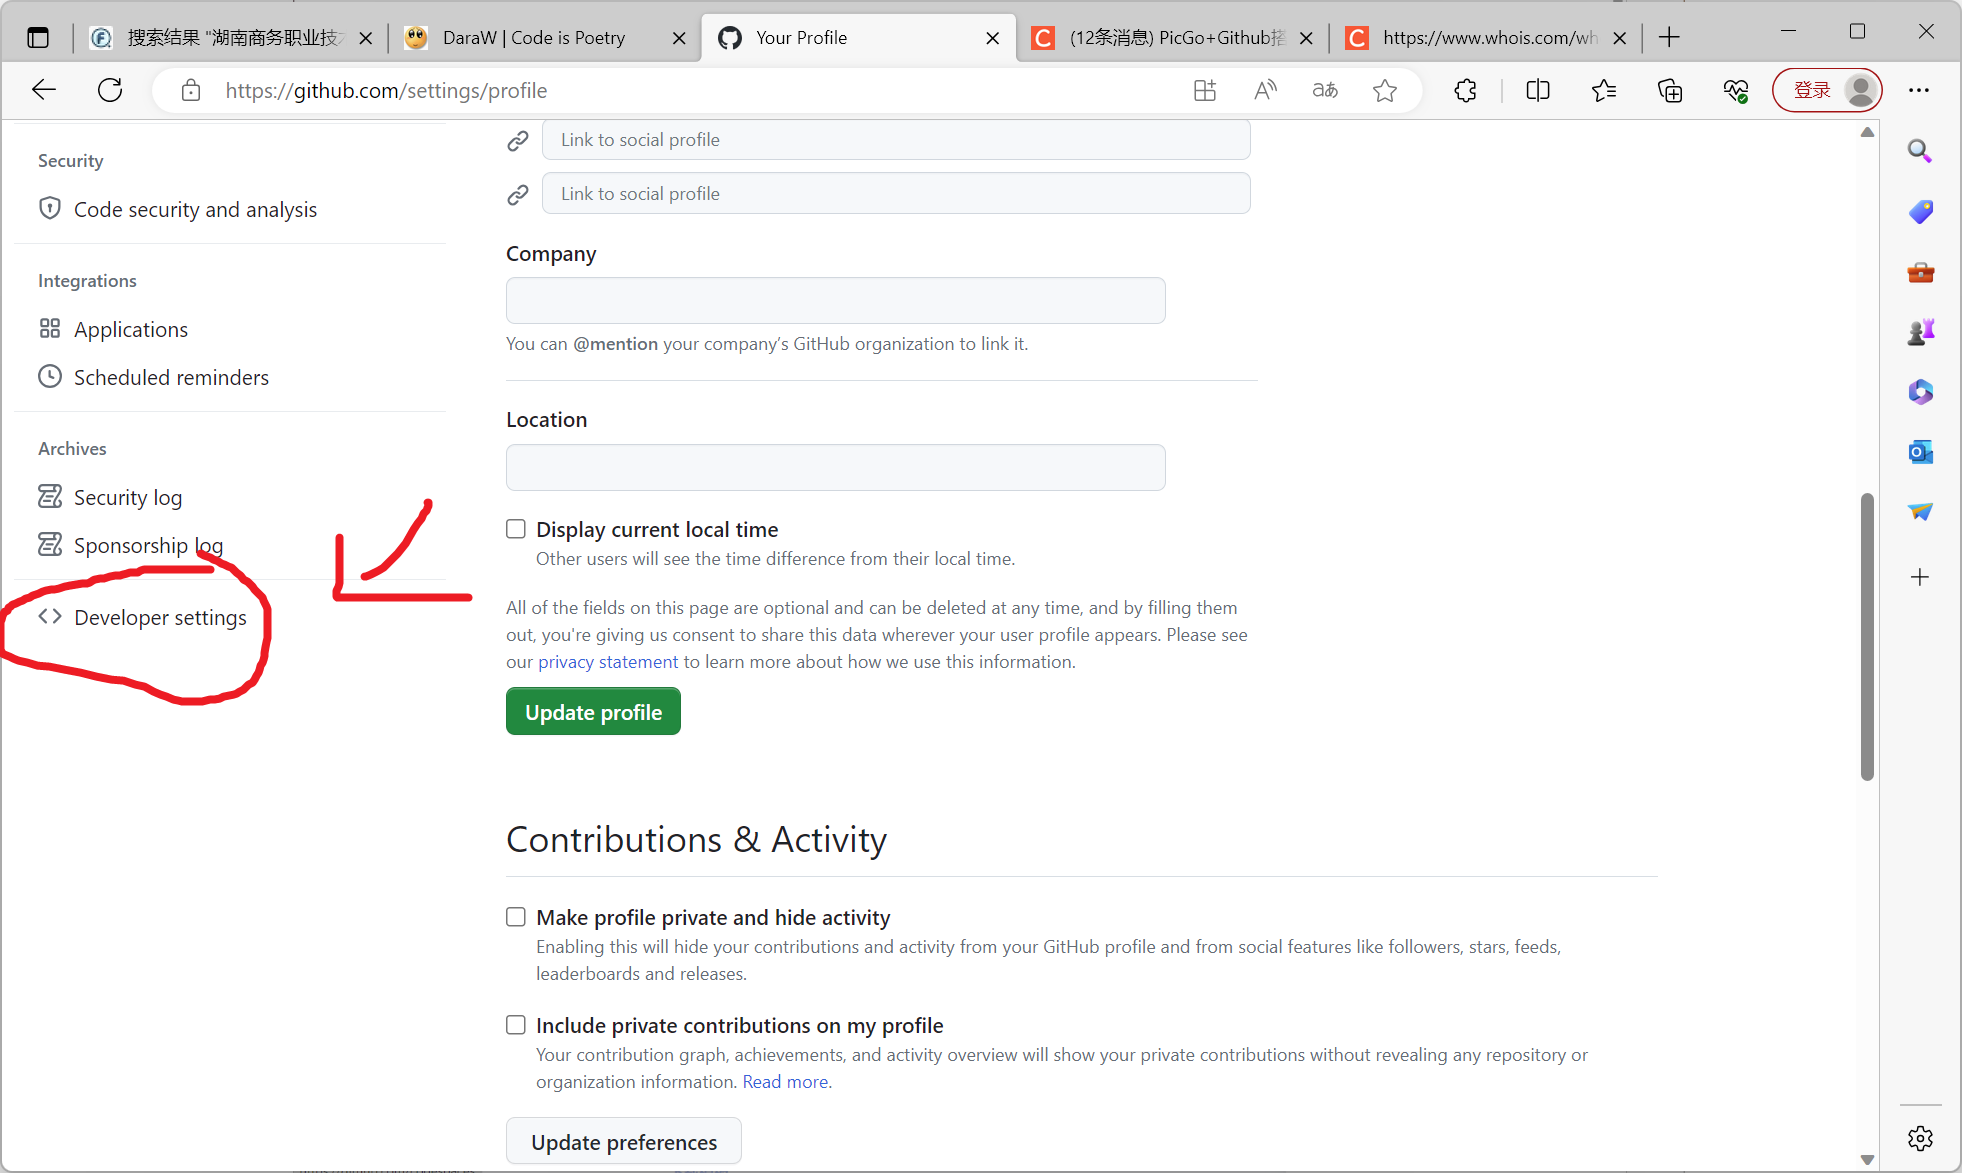 搜索结果 "湖南商务职业技
DaraW | Code is Poetry
Your Profile
(12条消息) PicGo+Github搭
https://www.whois.com/wh
https://github.com/settings/profile
登录
Security
Code security and analysis
Integrations
Applications
Scheduled reminders
Archives
Security log
Sponsorship log
Developer settings
Link to social profile
Link to social profile
Company
You can @mention your company’s GitHub organization to link it.
Location
Display current local time
Other users will see the time difference from their local time.
All of the fields on this page are optional and can be deleted at any time, and by filling them
out, you're giving us consent to share this data wherever your user profile appears. Please see
our privacy statement to learn more about how we use this information.
Update profile
Contributions & Activity
Make profile private and hide activity
Enabling this will hide your contributions and activity from your GitHub profile and from social features like followers, stars, feeds,
leaderboards and releases.
Include private contributions on my profile
Your contribution graph, achievements, and activity overview will show your private contributions without revealing any repository or
organization information. Read more.
Update preferences